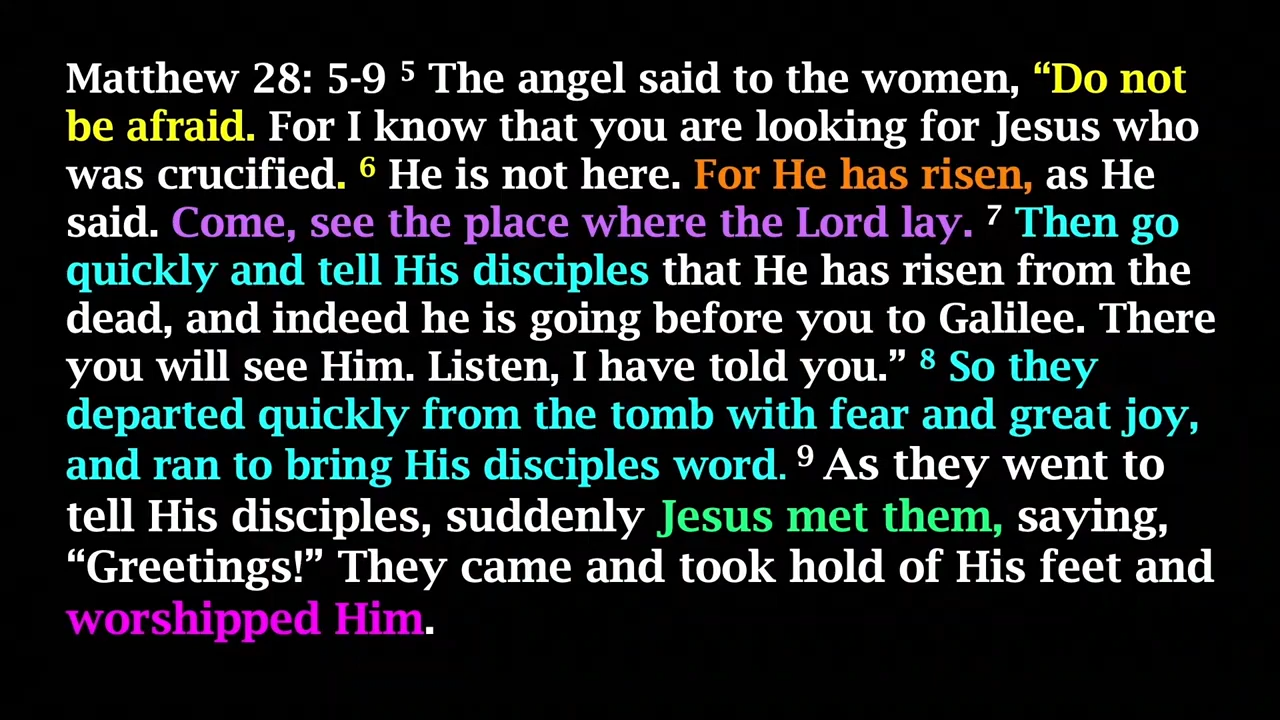 Matthew 28: 5-9 ⁵ The angel said to the women, “Do not
be afraid. For I know that you are looking for Jesus who
was crucified. ⁶ He is not here. For He has risen, as He
said. Come, see the place where the Lord lay. ⁷ Then go
quickly and tell His disciples that He has risen from the
dead, and indeed he is going before you to Galilee. There
you will see Him. Listen, I have told you.” ⁸ So they
departed quickly from the tomb with fear and great joy,
and ran to bring His disciples word. ⁹ As they went to
tell His disciples, suddenly Jesus met them, saying,
“Greetings!” They came and took hold of His feet and
worshipped Him.